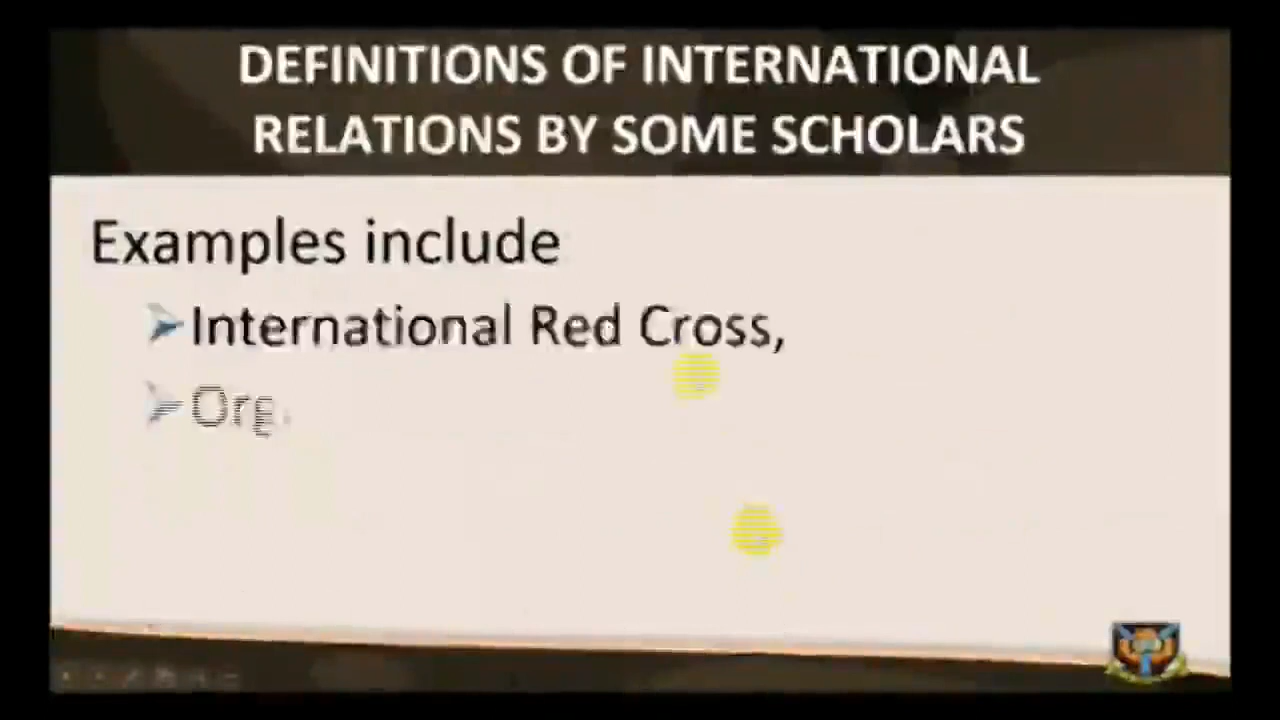 DEFINITIONS OF INTERNATIONAL
RELATIONS BY SOME SCHOLARS
Examples include
➢International Red Cross,
➢Org.